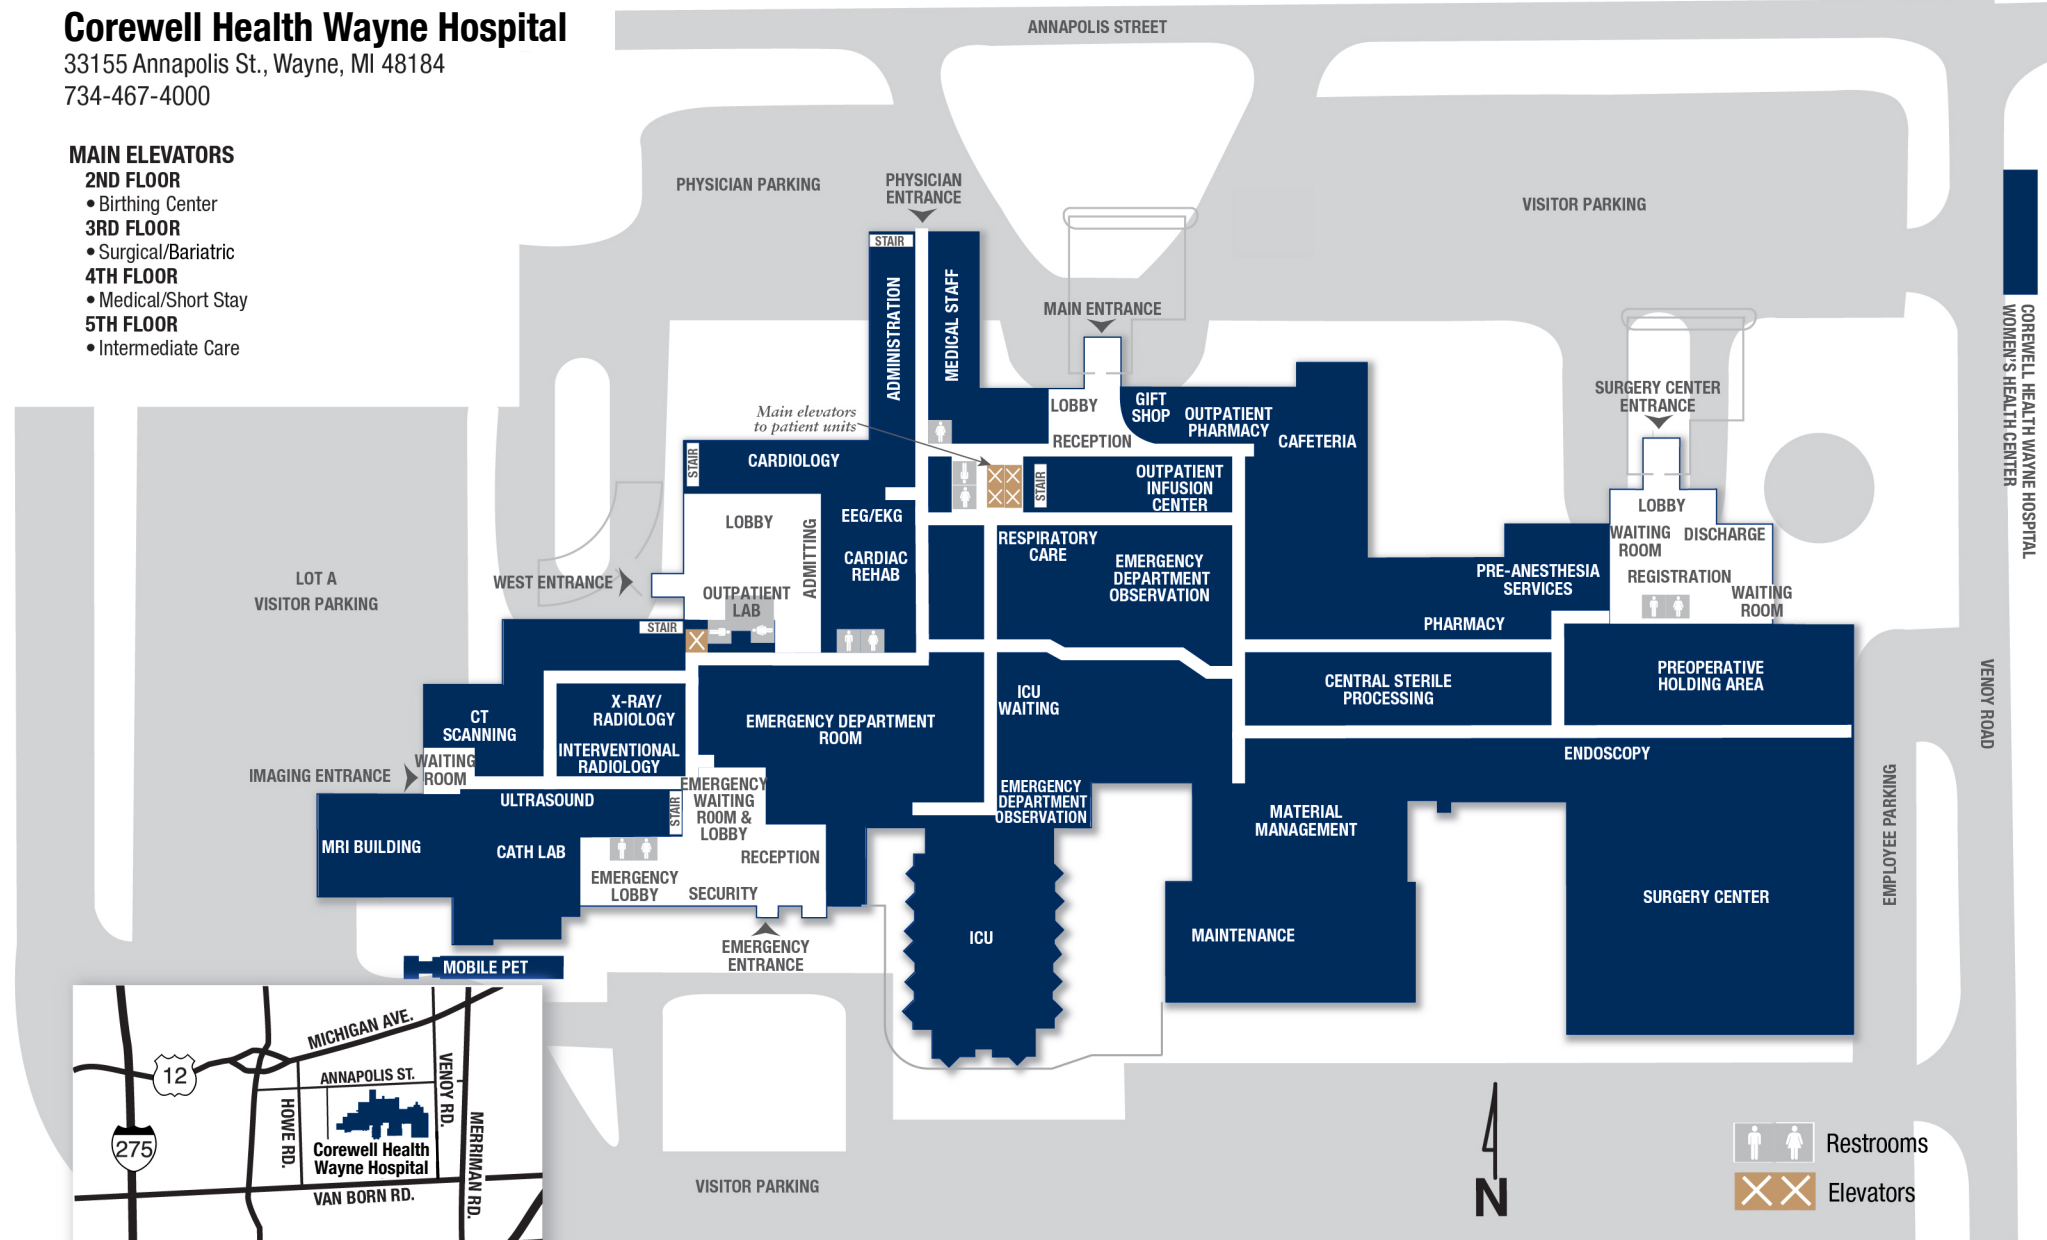 Corewell Health Wayne Hospital
33155 Annapolis St., Wayne, MI 48184
734-467-4000
MAIN ELEVATORS
2ND FLOOR
• Birthing Center
3RD FLOOR
• Surgical/Bariatric
4TH FLOOR
• Medical/Short Stay
5TH FLOOR
• Intermediate Care
ANNAPOLIS STREET
PHYSICIAN PARKING
PHYSICIAN
ENTRANCE
VISITOR PARKING
STAIR
ADMINISTRATION
MEDICAL STAFF
MAIN ENTRANCE
COREWELL HEALTH WAYNE HOSPITAL
WOMEN'S HEALTH CENTER
SURGERY CENTER
ENTRANCE
Main elevators
to patient units
LOBBY
RECEPTION
GIFT
SHOP
OUTPATIENT
PHARMACY
CAFETERIA
STAIR
CARDIOLOGY
STAIR
OUTPATIENT
INFUSION
CENTER
LOBBY
ADMITTING
EEG/EKG
CARDIAC
REHAB
RESPIRATORY
CARE
EMERGENCY
DEPARTMENT
OBSERVATION
LOBBY
WAITING
ROOM
DISCHARGE
REGISTRATION
WAITING
ROOM
PRE-ANESTHESIA
SERVICES
PHARMACY
LOT A
VISITOR PARKING
WEST ENTRANCE
OUTPATIENT
LAB
STAIR
X-RAY/
RADIOLOGY
INTERVENTIONAL
RADIOLOGY
CT
SCANNING
WAITING
ROOM
IMAGING ENTRANCE
EMERGENCY DEPARTMENT
ROOM
ICU
WAITING
CENTRAL STERILE
PROCESSING
PREOPERATIVE
HOLDING AREA
ENDOSCOPY
VENOY ROAD
EMPLOYEE PARKING
ULTRASOUND
STAIR
EMERGENCY
WAITING
ROOM &
LOBBY
EMERGENCY
DEPARTMENT
OBSERVATION
MATERIAL
MANAGEMENT
MRI BUILDING
CATH LAB
RECEPTION
EMERGENCY
LOBBY
SECURITY
SURGERY CENTER
ICU
MAINTENANCE
EMERGENCY
ENTRANCE
MOBILE PET
MICHIGAN AVE.
12
ANNAPOLIS ST.
VENOY RD.
HOWE RD.
MERRIMAN RD.
275
Corewell Health
Wayne Hospital
VAN BORN RD.
VISITOR PARKING
N
Restrooms
Elevators